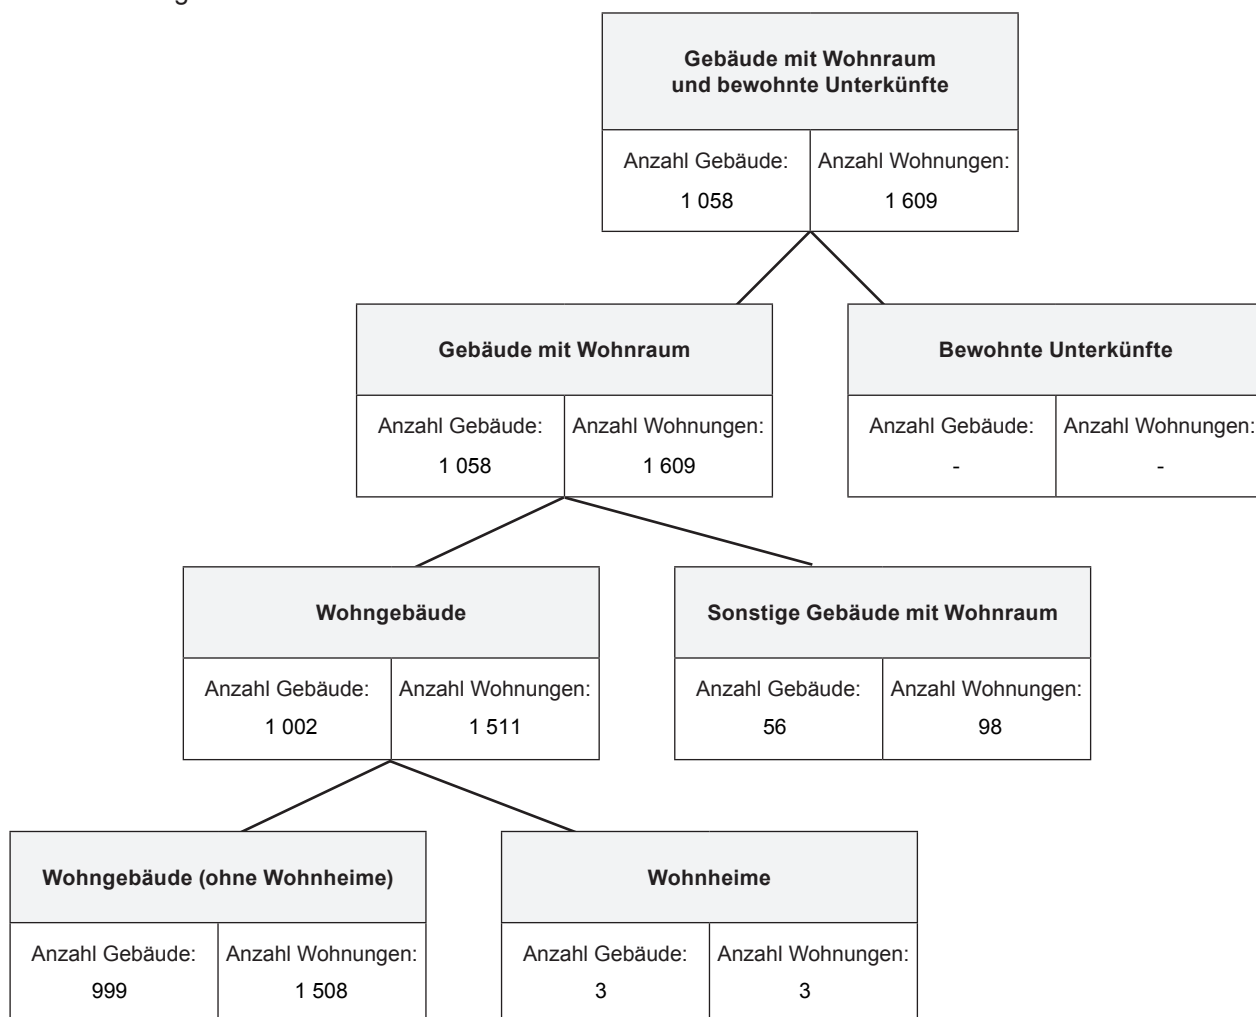 Gebäude mit Wohnraum
und bewohnte Unterkünfte
Anzahl Gebäude: Anzahl Wohnungen:
1 058 1 609
Gebäude mit Wohnraum Bewohnte Unterkünfte
Anzahl Gebäude: Anzahl Wohnungen: Anzahl Gebäude: Anzahl Wohnungen:
1 058 1 609 - -
Wohngebäude Sonstige Gebäude mit Wohnraum
Anzahl Gebäude: Anzahl Wohnungen: Anzahl Gebäude: Anzahl Wohnungen:
1 002 1 511 56 98
Wohngebäude (ohne Wohnheime) Wohnheime
Anzahl Gebäude: Anzahl Wohnungen: Anzahl Gebäude: Anzahl Wohnungen:
999 1 508 3 3